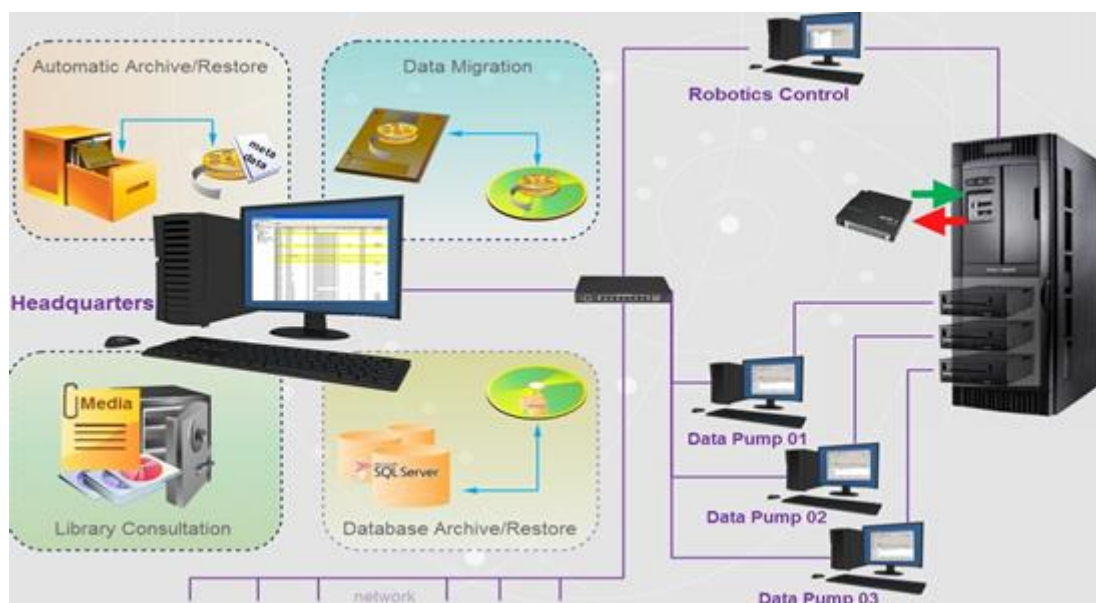 Automatic Archive/Restore
Data Migration
meta
data
Robotics Control
Headquarters
Media
SQL Server
Library Consultation
Database Archive/Restore
Data Pump 01
Data Pump 02
Data Pump 03
network